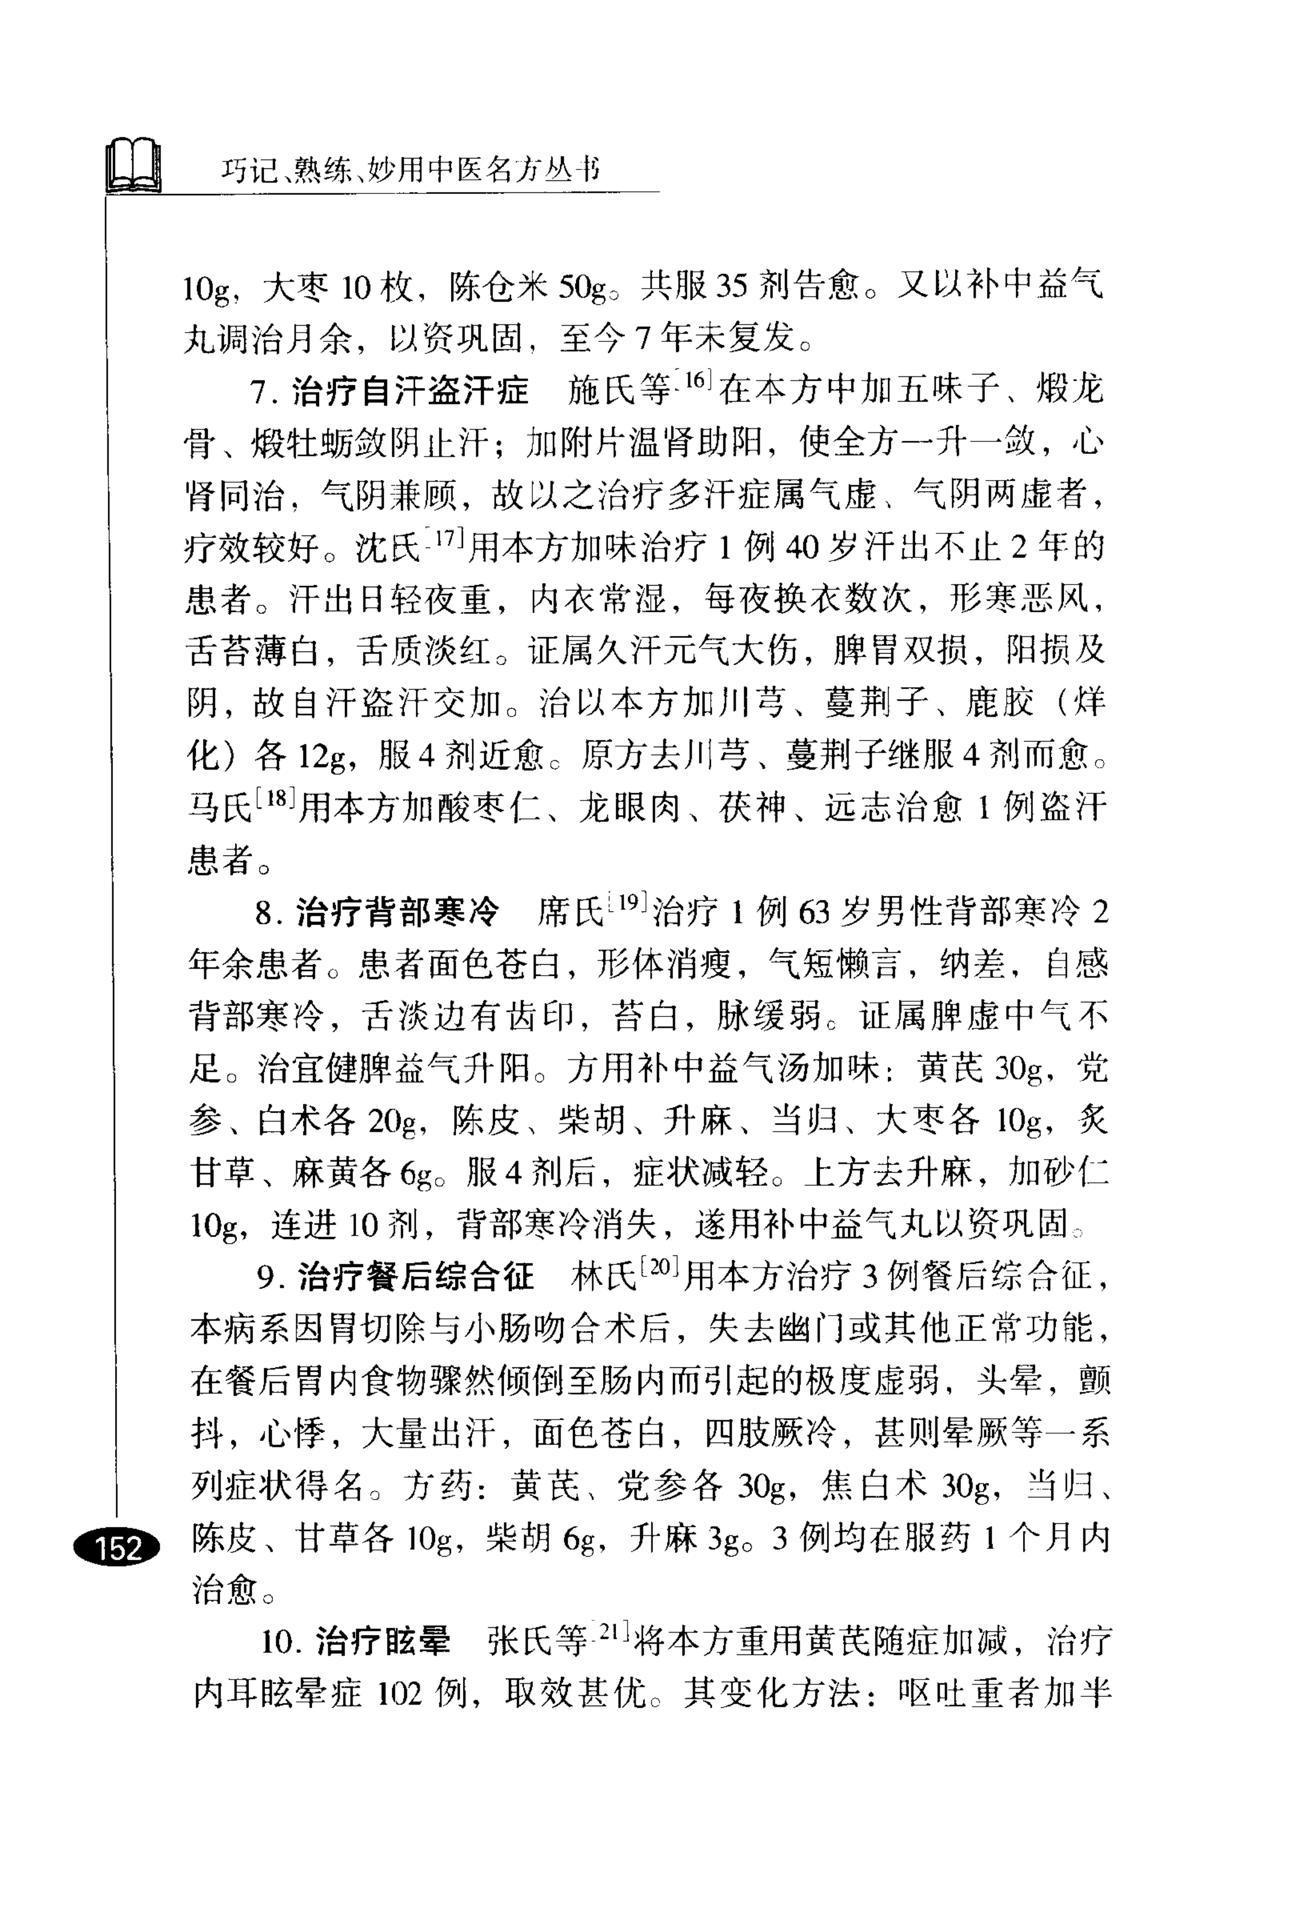 巧记、熟练、妙用中医名方丛书
10g，大枣 10 枚，陈仓米 50g。共服 35 剂告愈。又以补中益气
丸调治月余，以资巩固，至今 7 年未复发。
7. 治疗自汗盗汗症　施氏等[16]在本方中加五味子、煅龙
骨、煅牡蛎敛阴止汗；加附片温肾助阳，使全方一升一敛，心
肾同治，气阴兼顾，故以之治疗多汗症属气虚、气阴两虚者，
疗效较好。沈氏[17]用本方加味治疗 1 例 40 岁汗出不止 2 年的
患者。汗出日轻夜重，内衣常湿，每夜换衣数次，形寒恶风，
舌苔薄白，舌质淡红。证属久汗元气大伤，脾胃双损，阳损及
阴，故自汗盗汗交加。治以本方加川芎、蔓荆子、鹿胶（烊
化）各 12g，服 4 剂近愈。原方去川芎、蔓荆子继服 4 剂而愈。
马氏[18]用本方加酸枣仁、龙眼肉、茯神、远志治愈 1 例盗汗
患者。
8. 治疗背部寒冷　席氏[19]治疗 1 例 63 岁男性背部寒冷 2
年余患者。患者面色苍白，形体消瘦，气短懒言，纳差，自感
背部寒冷，舌淡边有齿印，苔白，脉缓弱。证属脾虚中气不
足。治宜健脾益气升阳。方用补中益气汤加味：黄芪 30g，党
参、白术各 20g，陈皮、柴胡、升麻、当归、大枣各 10g，炙
甘草、麻黄各 6g。服 4 剂后，症状减轻。上方去升麻，加砂仁
10g，连进 10 剂，背部寒冷消失，遂用补中益气丸以资巩固。
9. 治疗餐后综合征　林氏[20]用本方治疗 3 例餐后综合征，
本病系因胃切除与小肠吻合术后，失去幽门或其他正常功能，
在餐后胃内食物骤然倾倒至肠内而引起的极度虚弱，头晕，颤
抖，心悸，大量出汗，面色苍白，四肢厥冷，甚则晕厥等一系
列症状得名。方药：黄芪、党参各 30g，焦白术 30g，当归、
陈皮、甘草各 10g，柴胡 6g，升麻 3g。3 例均在服药 1 个月内
治愈。
10. 治疗眩晕　张氏等[21]将本方重用黄芪随症加减，治疗
内耳眩晕症 102 例，取效甚优。其变化方法：呕吐重者加半
152